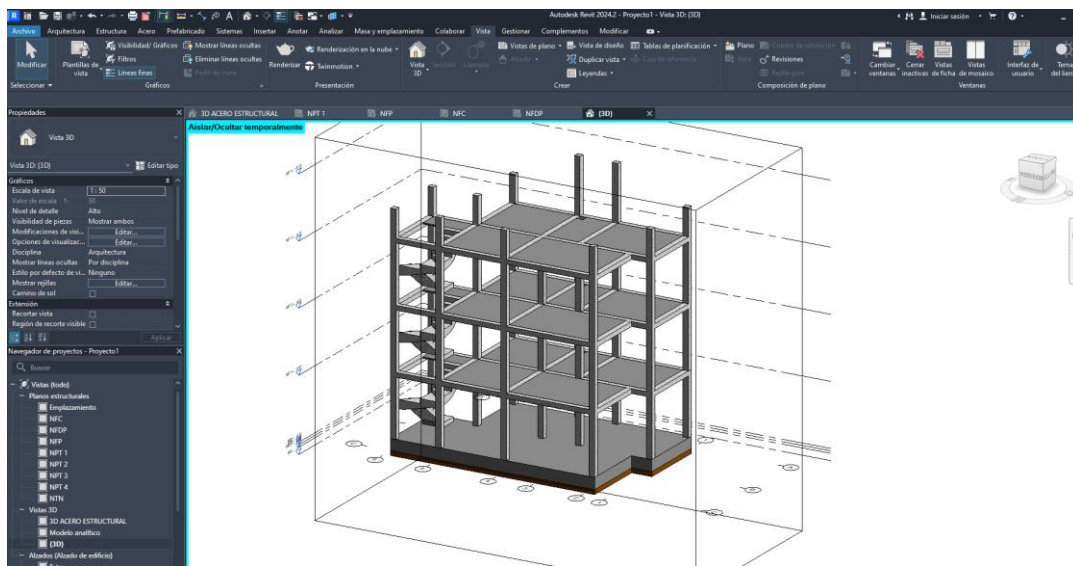 Autodesk Revit 2024.2 - Proyecto1 - Vista 3D: {3D}
Iniciar sesión
Archivo Arquitectura Estructura Acero Prefabricado Sistemas Insertar Anotar Analizar Masa y emplazamiento Colaborar Vista Gestionar Complementos Modificar
Modificar
Seleccionar
Plantillas de vista
Visibilidad/ Gráficos
Filtros
Líneas finas
Mostrar líneas ocultas
Eliminar líneas ocultas
Perfil de corte
Gráficos
Renderizar
Renderización en la nube
Twinmotion
Presentación
Vista 3D
Sección
Llamada
Vistas de plano
Alzado
Vista de diseño
Duplicar vista
Leyendas
Tablas de planificación
Caja de referencia
Crear
Plano
Vista
Revisiones
Composición de plano
Cambiar ventanas
Cerrar inactivas
Vistas de ficha
Vistas de mosaico
Ventanas
Interfaz de usuario
Propiedades
3D ACERO ESTRUCTURAL NPT 1 NFP NFC NFDP {3D}
Aislar/Ocultar temporalmente
Vista 3D
Vista 3D: {3D} Editar tipo
Gráficos
Escala de vista 1 : 50
Valor de escala 1: 50
Nivel de detalle Alto
Visibilidad de piezas Mostrar ambos
Modificaciones de visi... Editar...
Opciones de visualizac... Editar...
Disciplina Arquitectura
Mostrar líneas ocultas Por disciplina
Estilo por defecto de vi... Ninguno
Mostrar rejillas Editar...
Camino de sol
Extensión
Recortar vista
Región de recorte visible
Aplicar
Navegador de proyectos - Proyecto1
Buscar
Vistas (todo)
Planos estructurales
Emplazamiento
NFC
NFDP
NFP
NPT 1
NPT 2
NPT 3
NPT 4
NTN
Vistas 3D
3D ACERO ESTRUCTURAL
Modelo analítico
{3D}
Alzados (Alzado de edificio)